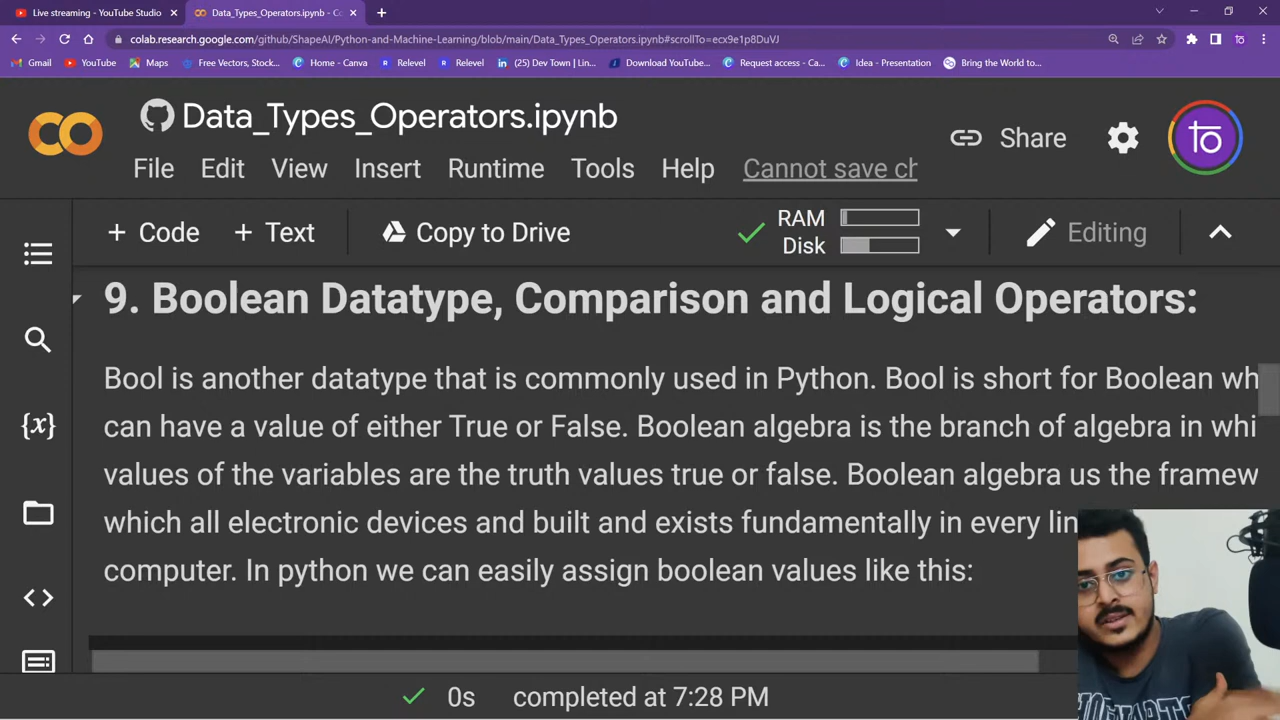 Live streaming - YouTube Studio
Data_Types_Operators.ipynb - Co
colab.research.google.com/github/ShapeAI/Python-and-Machine-Learning/blob/main/Data_Types_Operators.ipynb#scrollTo=ecx9e1p8DuVJ
Gmail YouTube Maps Free Vectors, Stock... Home - Canva Relevel Relevel (25) Dev Town | Lin... Download YouTube... Request access - Ca... Idea - Presentation Bring the World to...
Data_Types_Operators.ipynb
Share
File Edit View Insert Runtime Tools Help Cannot save ch
+ Code + Text Copy to Drive RAM Disk Editing
9. Boolean Datatype, Comparison and Logical Operators:
Bool is another datatype that is commonly used in Python. Bool is short for Boolean wh
can have a value of either True or False. Boolean algebra is the branch of algebra in whi
values of the variables are the truth values true or false. Boolean algebra us the framew
which all electronic devices and built and exists fundamentally in every lin
computer. In python we can easily assign boolean values like this:
0s completed at 7:28 PM